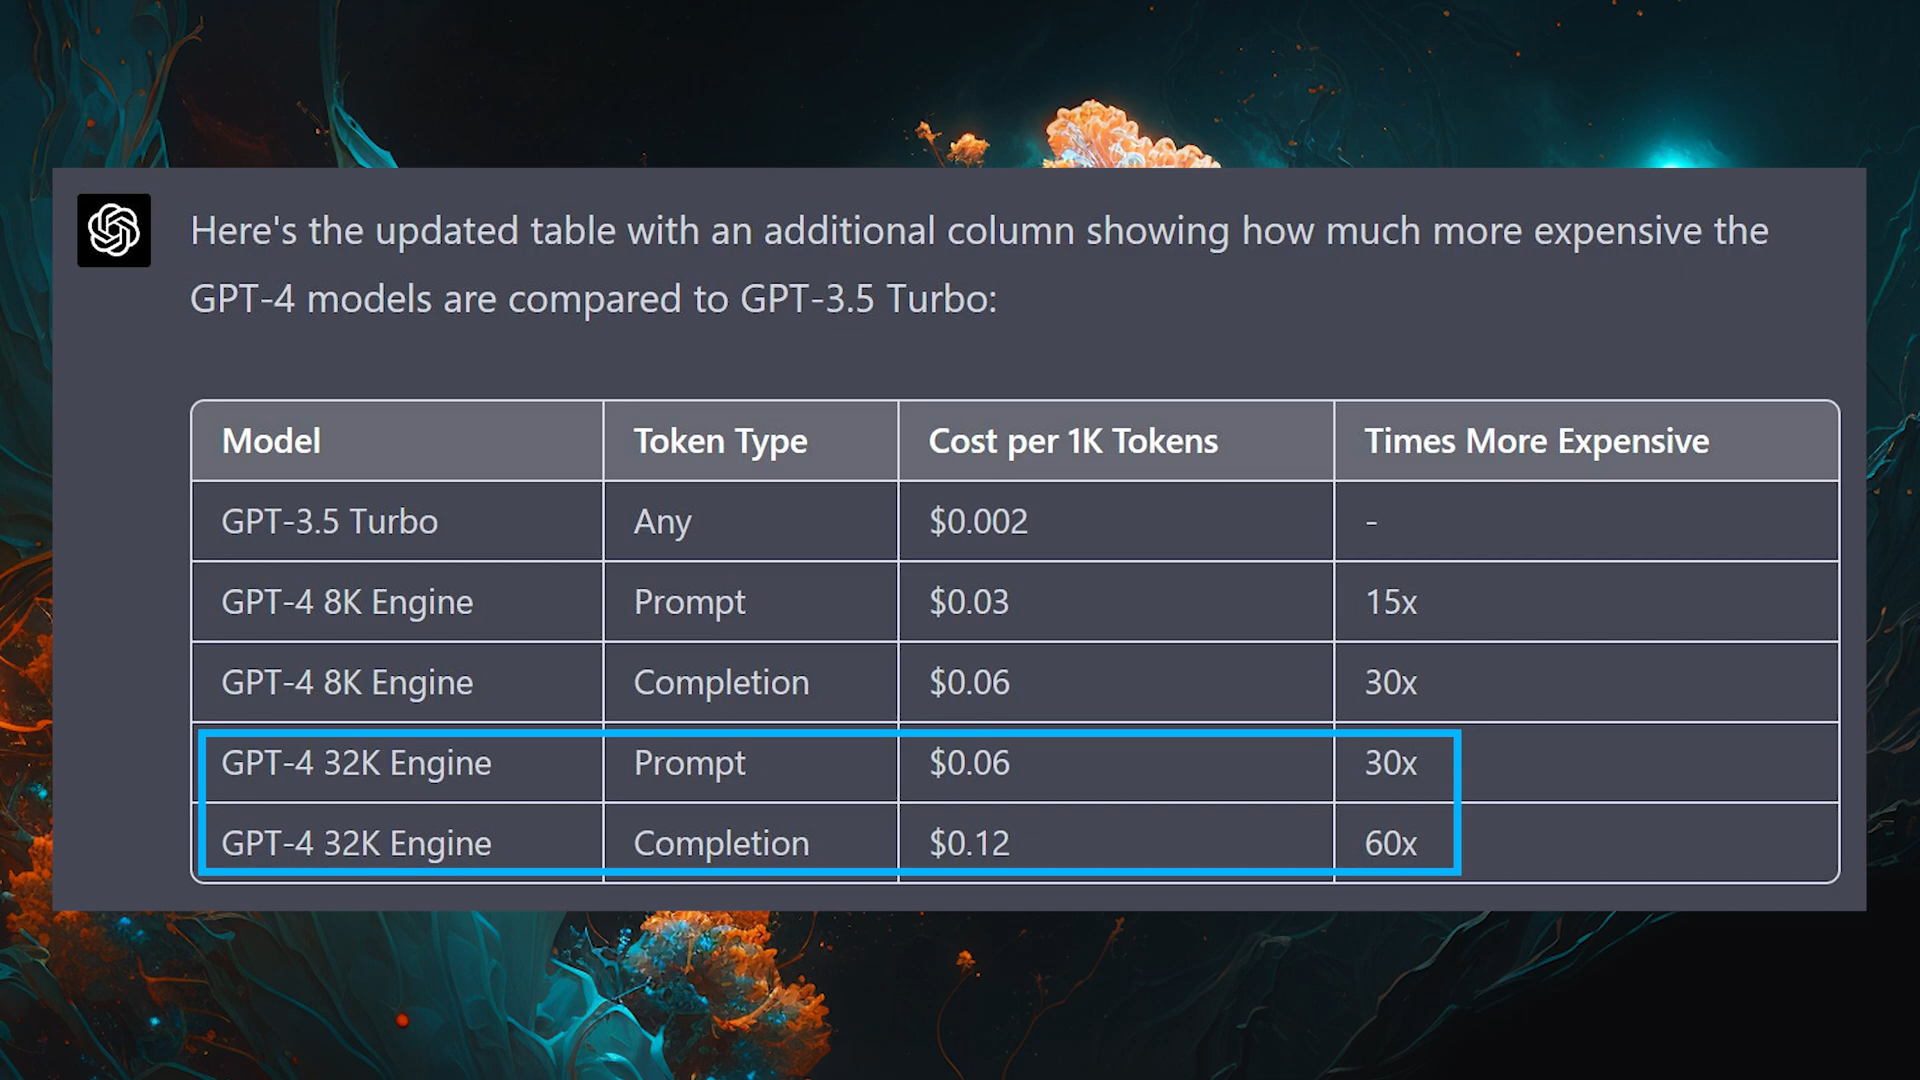 Here's the updated table with an additional column showing how much more expensive the
GPT-4 models are compared to GPT-3.5 Turbo:
Model Token Type Cost per 1K Tokens Times More Expensive
GPT-3.5 Turbo Any $0.002 -
GPT-4 8K Engine Prompt $0.03 15x
GPT-4 8K Engine Completion $0.06 30x
GPT-4 32K Engine Prompt $0.06 30x
GPT-4 32K Engine Completion $0.12 60x